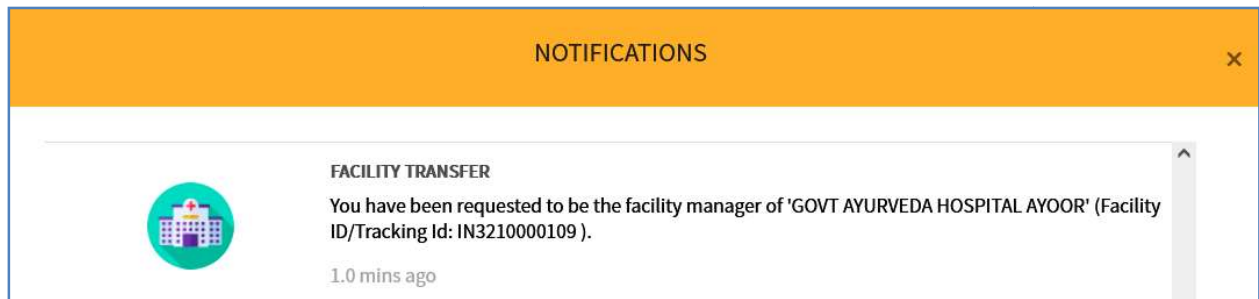 NOTIFICATIONS
×
FACILITY TRANSFER
You have been requested to be the facility manager of 'GOVT AYURVEDA HOSPITAL AYOOR' (Facility
ID/Tracking Id: IN3210000109 ).
1.0 mins ago